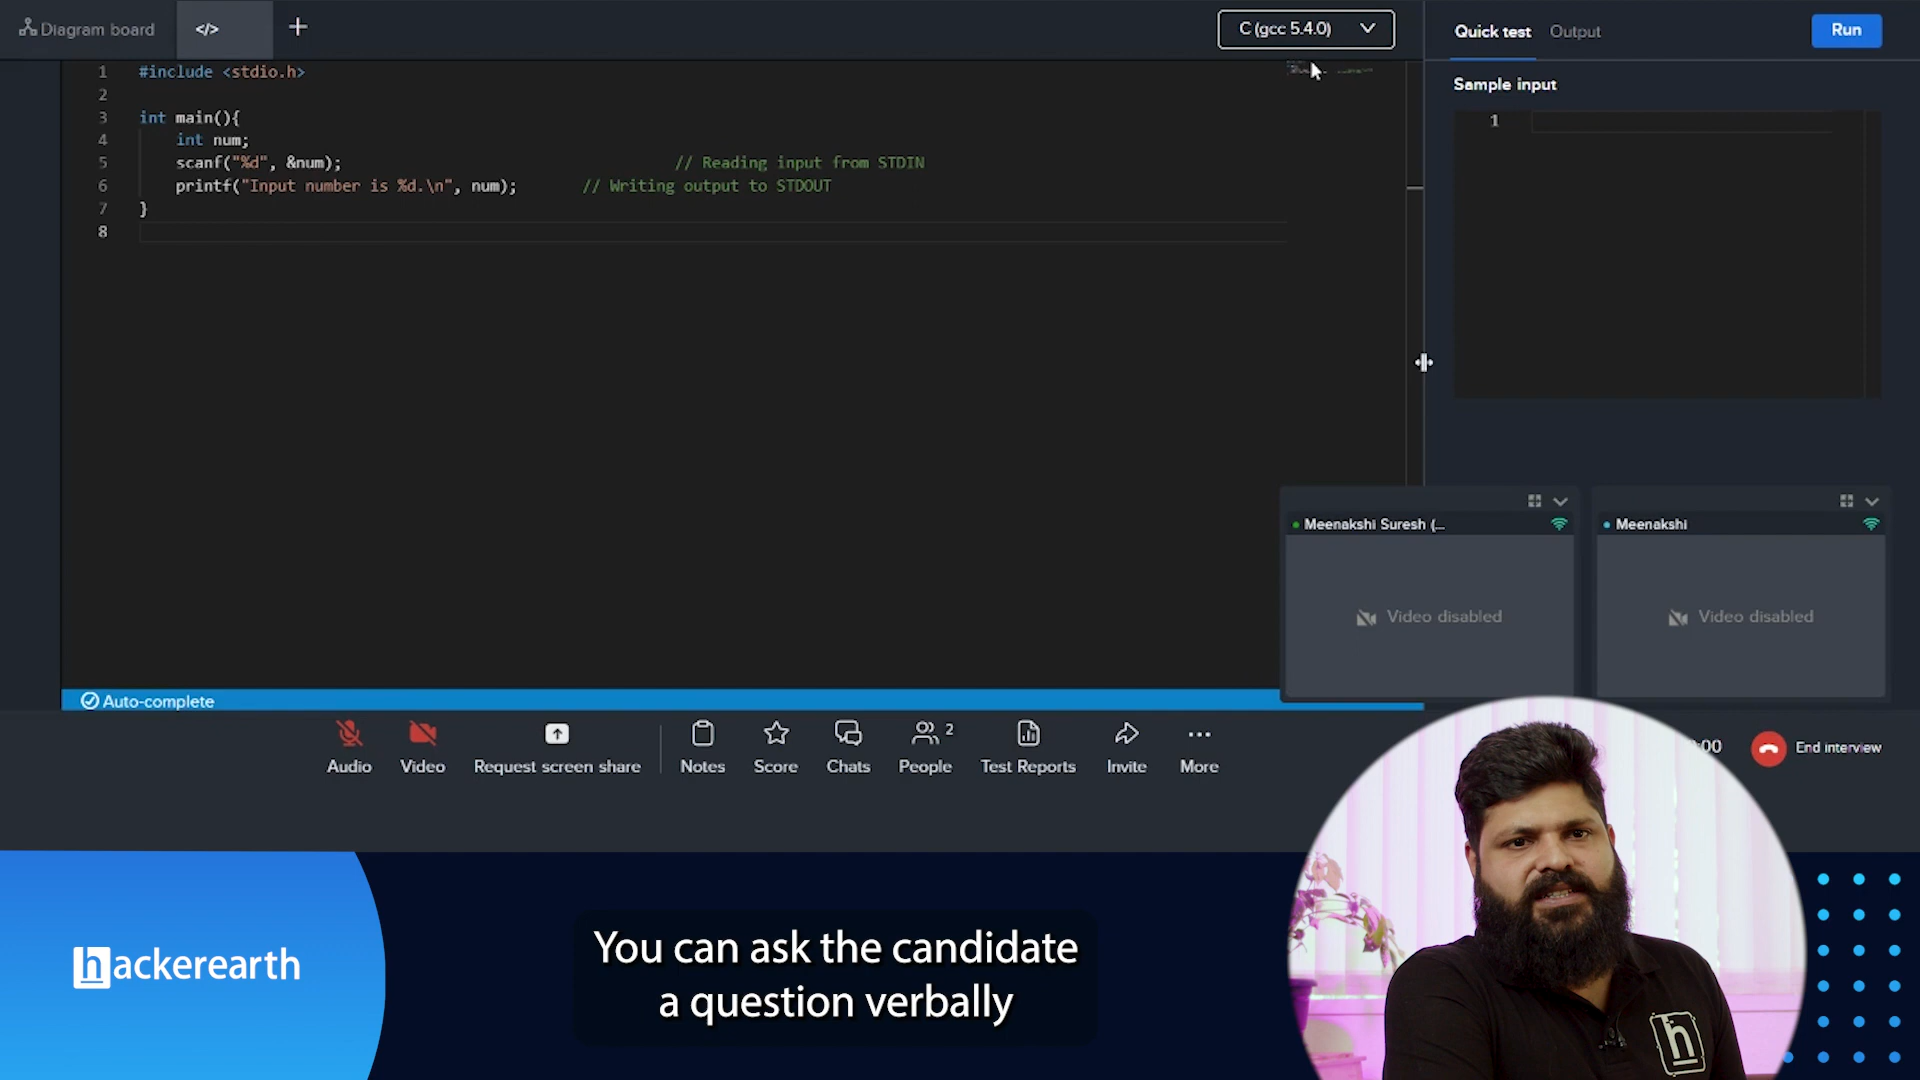 Diagram board
</>
+
C (gcc 5.4.0)
Quick test
Output
Run
1 #include <stdio.h>
2
3 int main(){
4 int num;
5 scanf("%d", &num); // Reading input from STDIN
6 printf("Input number is %d.\n", num); // Writing output to STDOUT
7 }
8
Sample input
1
Meenakshi Suresh (...
Meenakshi
Video disabled
Video disabled
Auto-complete
Audio
Video
Request screen share
Notes
Score
Chats
People 2
Test Reports
Invite
More
:00
End interview
hackerearth
You can ask the candidate
a question verbally
h